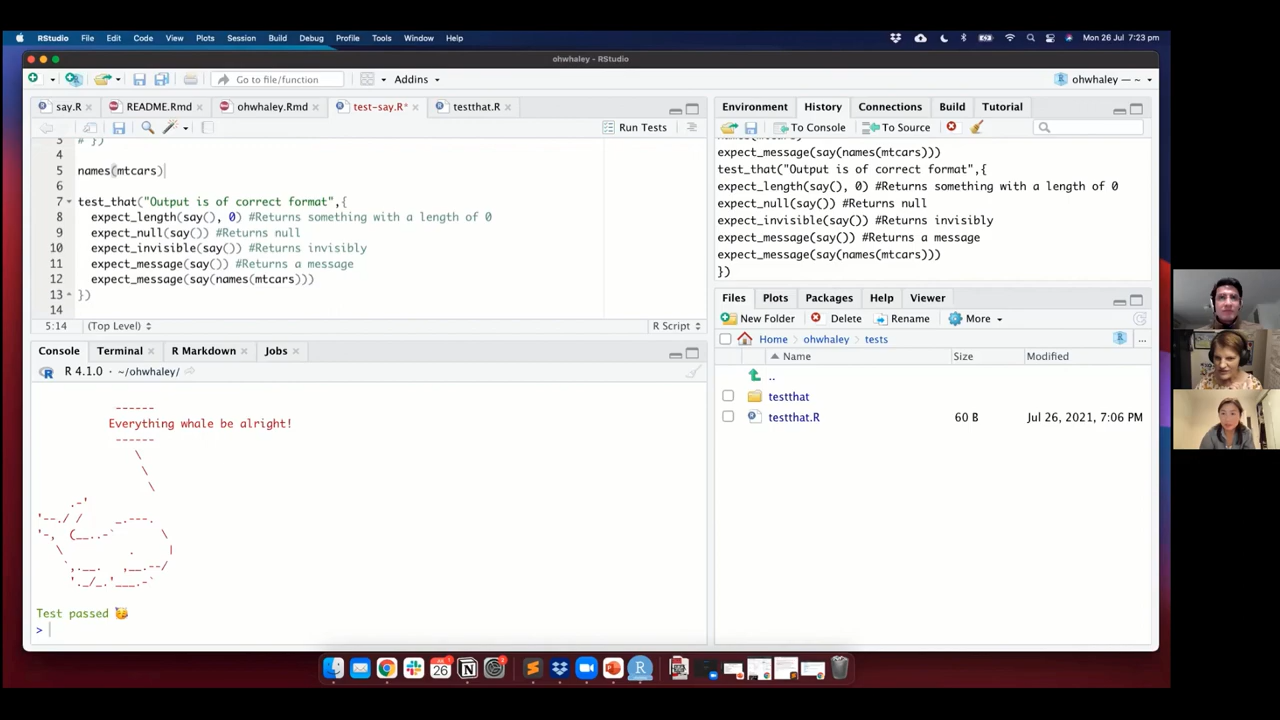 RStudio File Edit Code View Plots Session Build Debug Profile Tools Window Help Mon 26 Jul 7:23 pm
ohwhaley - RStudio
Go to file/function Addins ohwhaley — ~
say.R README.Rmd ohwhaley.Rmd test-say.R* testthat.R
Run Tests
3 # })
4
5 names(mtcars)
6
7 test_that("Output is of correct format",{
8 expect_length(say(), 0) #Returns something with a length of 0
9 expect_null(say()) #Returns null
10 expect_invisible(say()) #Returns invisibly
11 expect_message(say()) #Returns a message
12 expect_message(say(names(mtcars)))
13 })
14
5:14 (Top Level) R Script
Console Terminal R Markdown Jobs
R 4.1.0 · ~/ohwhaley/
------
Everything whale be alright!
------
\
\
\
.-'
'--./ / _.---.
'-, (__..-` \
\ . |
`,.__. ,__.--/
'._/_.'___.-`
Test passed 🥳
>
Environment History Connections Build Tutorial
To Console To Source
expect_message(say(names(mtcars)))
test_that("Output is of correct format",{
expect_length(say(), 0) #Returns something with a length of 0
expect_null(say()) #Returns null
expect_invisible(say()) #Returns invisibly
expect_message(say()) #Returns a message
expect_message(say(names(mtcars)))
})
Files Plots Packages Help Viewer
New Folder Delete Rename More
Home ohwhaley tests ...
Name Size Modified
..
testthat
testthat.R 60 B Jul 26, 2021, 7:06 PM